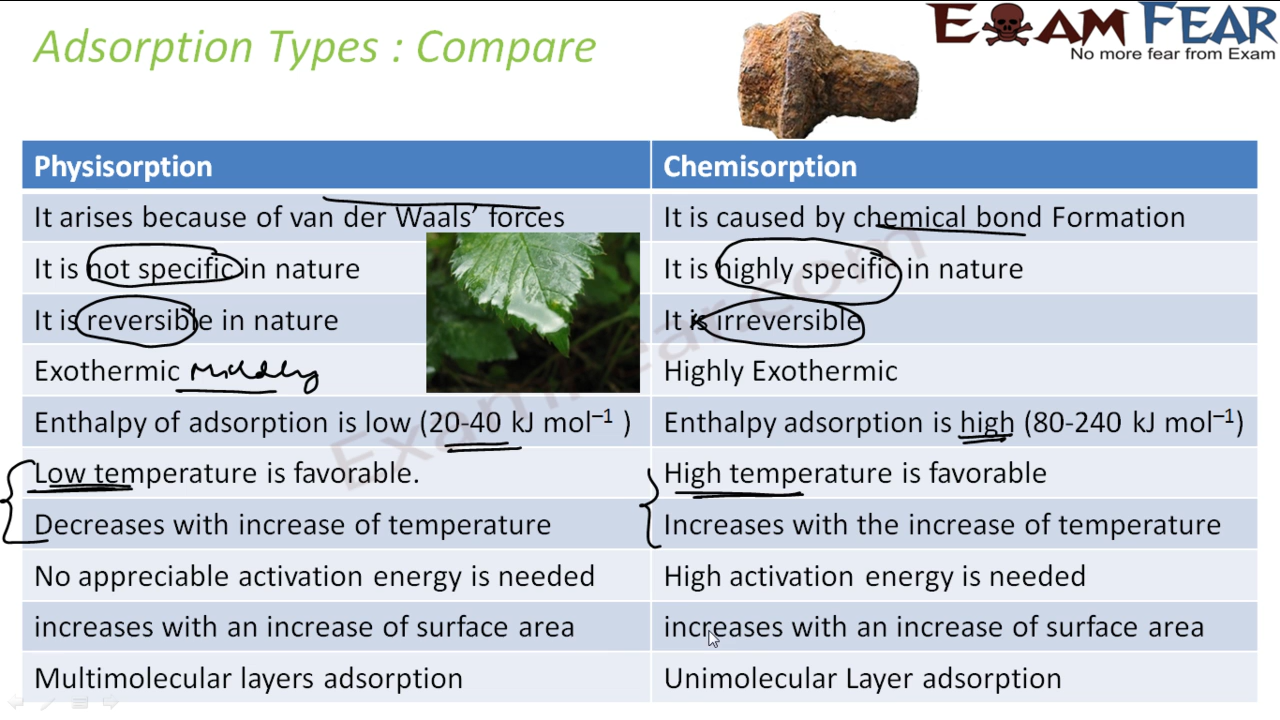 Adsorption Types : Compare
EXAM FEAR
No more fear from Exam
Physisorption
Chemisorption
It arises because of van der Waals’ forces
It is caused by chemical bond Formation
It is not specific in nature
It is highly specific in nature
It is reversible in nature
It is irreversible
Exothermic Mildly
Highly Exothermic
Enthalpy of adsorption is low (20-40 kJ mol⁻¹ )
Enthalpy adsorption is high (80-240 kJ mol⁻¹)
Low temperature is favorable.
High temperature is favorable
Decreases with increase of temperature
Increases with the increase of temperature
No appreciable activation energy is needed
High activation energy is needed
increases with an increase of surface area
increases with an increase of surface area
Multimolecular layers adsorption
Unimolecular Layer adsorption
ExamFear.com